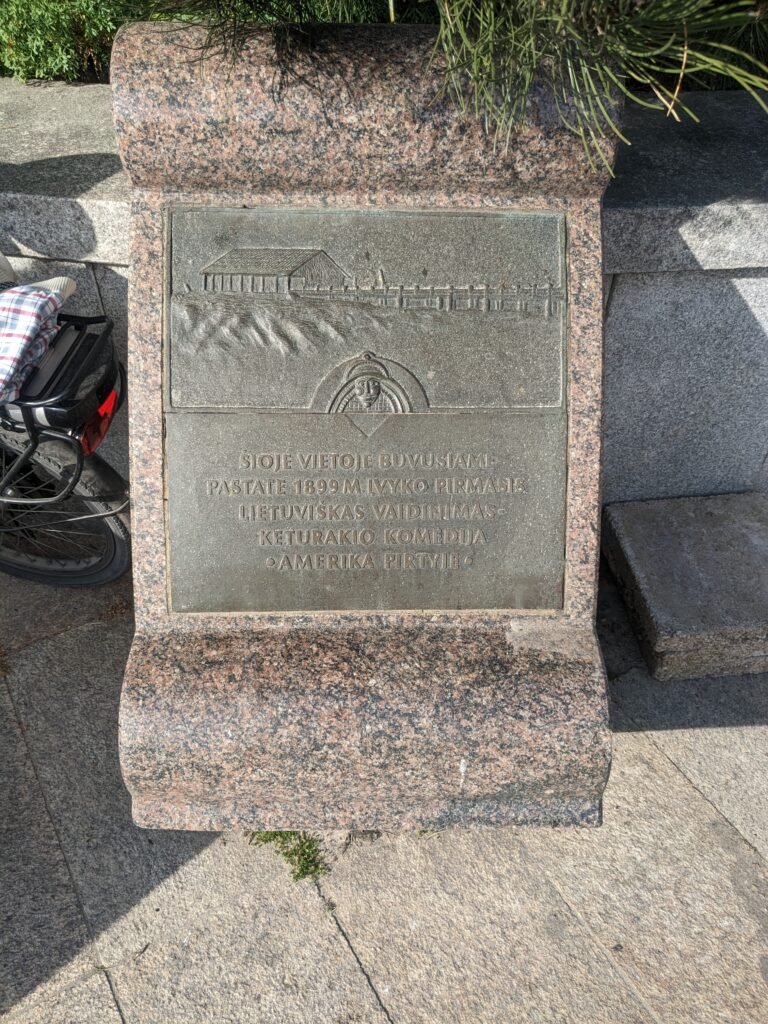 ŠIOJE VIETOJE BUVUSIAME
PASTATE 1899 M. ĮVYKO PIRMASIS
LIETUVIŠKAS VAIDINIMAS-
KETURAKIO KOMEDIJA
•AMERIKA PIRTYJE•